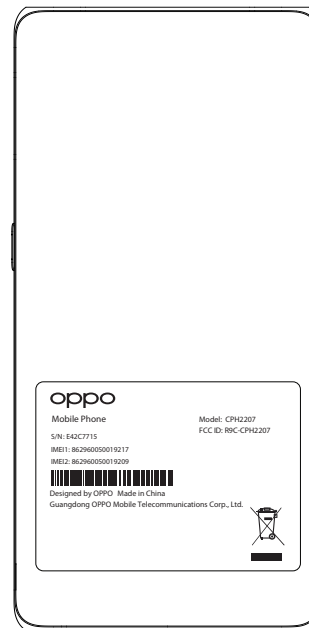 oppo
Mobile Phone
Model: CPH2207
FCC ID: R9C-CPH2207
S/N: E42C7715
IMEI1: 862960050019217
IMEI2: 862960050019209
Designed by OPPO Made in China
Guangdong OPPO Mobile Telecommunications Corp., Ltd.